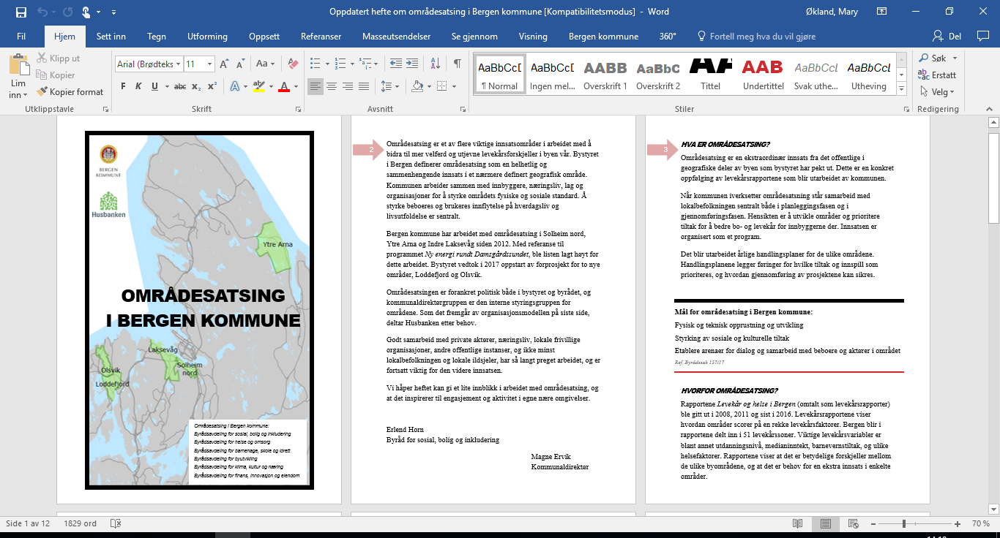 Oppdatert hefte om områdesatsing i Bergen kommune [Kompatibilitetsmodus] - Word
Økland, Mary
Fil
Hjem
Sett inn
Tegn
Utforming
Oppsett
Referanser
Masseutsendelser
Se gjennom
Visning
Bergen kommune
360°
Fortell meg hva du vil gjøre
Del
Lim inn
Klipp ut
Kopier
Kopier format
Utklippstavle
Arial (Brødteks
11
Aa
F K U abc x₂ x²
Skrift
Avsnitt
AaBbCcD
¶ Normal
AaBbCcD
Ingen mel...
AABB
Overskrift 1
AABbC
Overskrift 2
Tittel
AAB
Undertittel
AaBbCcL
Svak uthe...
AaBbCcL
Utheving
Stiler
Søk
Erstatt
Velg
Redigering
BERGEN
KOMMUNE
Husbanken
Ytre Arna
OMRÅDESATSING
I BERGEN KOMMUNE
Laksevåg
Solheim
nord
Olsvik
Loddefjord
Områdesatsing i Bergen kommune:
Byrådsavdeling for sosial, bolig og inkludering
Byrådsavdeling for helse og omsorg
Byrådsavdeling for barnehage, skole og idrett
Byrådsavdeling for byutvikling
Byrådsavdeling for klima, kultur og næring
Byrådsavdeling for finans, innovasjon og eiendom
2
Områdesatsing er et av flere viktige innsatsområder i arbeidet med å
bidra til mer velferd og utjevne levekårsforskjeller i byen vår. Bystyret
i Bergen definerer områdesatsing som en helhetlig og
sammenhengende innsats i et nærmere definert geografisk område.
Kommunen arbeider sammen med innbyggere, næringsliv, lag og
organisasjoner for å styrke områdets fysiske og sosiale standard. Å
styrke beboeres og brukeres innflytelse på hverdagsliv og
livsutfoldelse er sentralt.
Bergen kommune har arbeidet med områdesatsing i Solheim nord,
Ytre Arna og Indre Laksevåg siden 2012. Med referanse til
programmet Ny energi rundt Damsgårdssundet, ble listen lagt høyt for
dette arbeidet. Bystyret vedtok i 2017 oppstart av forprosjekt for to nye
områder, Loddefjord og Olsvik.
Områdesatsingen er forankret politisk både i bystyret og byrådet, og
kommunaldirektørgruppen er den interne styringsgruppen for
områdene. Som det fremgår av organisasjonsmodellen på siste side,
deltar Husbanken etter behov.
Godt samarbeid med private aktører, næringsliv, lokale frivillige
organisasjoner, andre offentlige instanser, og ikke minst
lokalbefolkningen og lokale ildsjeler, har så langt preget arbeidet, og er
fortsatt viktig for den videre innsatsen.
Vi håper heftet kan gi et lite innblikk i arbeidet med områdesatsing, og
at det inspirerer til engasjement og aktivitet i egne nære omgivelser.
Erlend Horn
Byråd for sosial, bolig og inkludering
Magne Ervik
Kommunaldirektør
3
HVA ER OMRÅDESATSING?
Områdesatsing er en ekstraordinær innsats fra det offentlige i
geografiske deler av byen som bystyret har pekt ut. Dette er en konkret
oppfølging av levekårsrapportene som blir utarbeidet av kommunen.
Når kommunen iverksetter områdesatsning står samarbeid med
lokalbefolkningen sentralt både i planleggingsfasen og i
gjennomføringsfasen. Hensikten er å utvikle områder og prioritere
tiltak for å bedre bo- og levekår for innbyggerne der. Innsatsen er
organisert som et program.
Det blir utarbeidet årlige handlingsplaner for de ulike områdene.
Handlingsplanene legger føringer for hvilke tiltak og innspill som
prioriteres, og hvordan gjennomføring av prosjektene kan sikres.
Mål for områdesatsing i Bergen kommune:
Fysisk og teknisk opprustning og utvikling
Styrking av sosiale og kulturelle tiltak
Etablere arenaer for dialog og samarbeid med beboere og aktører i området
Ref. Byrådssak 157/17
HVORFOR OMRÅDESATSING?
Rapportene Levekår og helse i Bergen (omtalt som levekårsrapporter)
ble gitt ut i 2008, 2011 og sist i 2016. Levekårsrapportene viser
hvordan områder scorer på en rekke levekårsfaktorer. Bergen blir i
rapportene delt inn i 51 levekårssoner. Viktige levekårsvariabler er
blant annet utdanningsnivå, medianinntekt, barnevernstiltak, og ulike
helsefaktorer. Rapportene viser at det er betydelige forskjeller mellom
de ulike byområdene, og at det er behov for en ekstra innsats i enkelte
områder.
Side 1 av 12
1829 ord
70 %